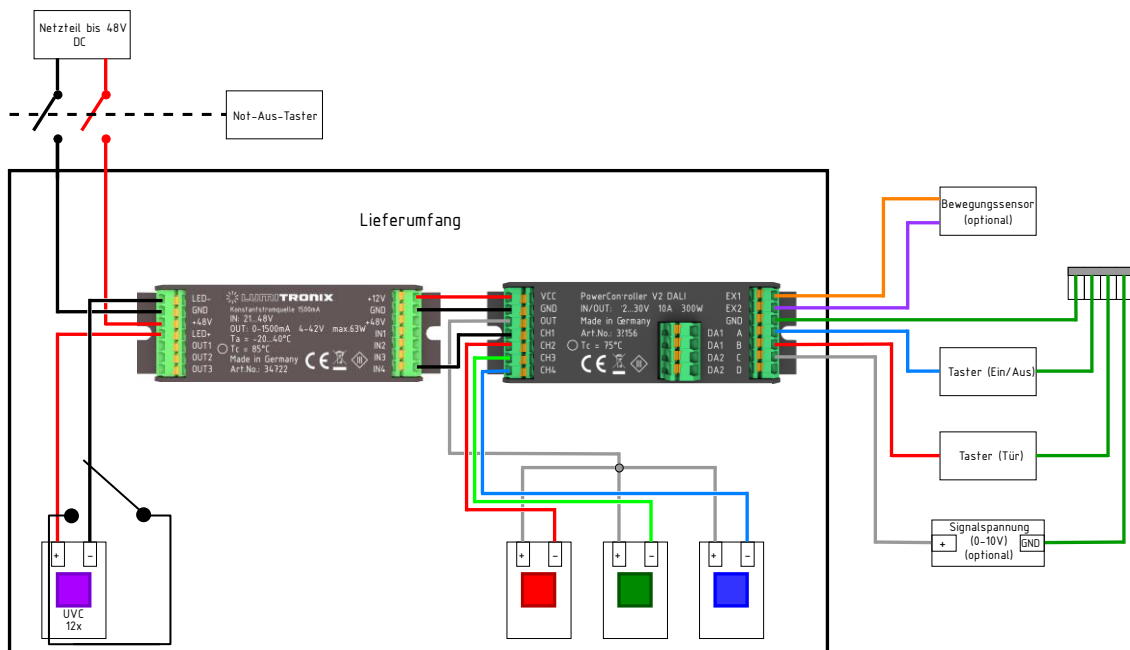 Netzteil bis 48V
DC
Not-Aus-Taster
Lieferumfang
LED-
GND
+48V
LED+
OUT1
OUT2
OUT3
LUMITRONIX
Konstantstromquelle 1500mA
IN: 21...48V
OUT: 0-1500mA 4-42V max.63W
Ta = -20...40°C
Tc = 85°C
Made in Germany
Art.No.: 34722
CE
+12V
GND
+48V
IN1
IN2
IN3
IN4
VCC
GND
OUT
CH1
CH2
CH3
CH4
PowerController V2 DALI
IN/OUT: 12...30V 10A 300W
Made in Germany
Tc = 75°C
CE
DA1
DA1
DA2
DA2
EX1
EX2
GND
A
B
C
D
Bewegungssensor
(optional)
Taster (Ein/Aus)
Taster (Tür)
Signalspannung
(0-10V)
(optional)
+
GND
+
-
UVC
12x
+
-
+
-
+
-